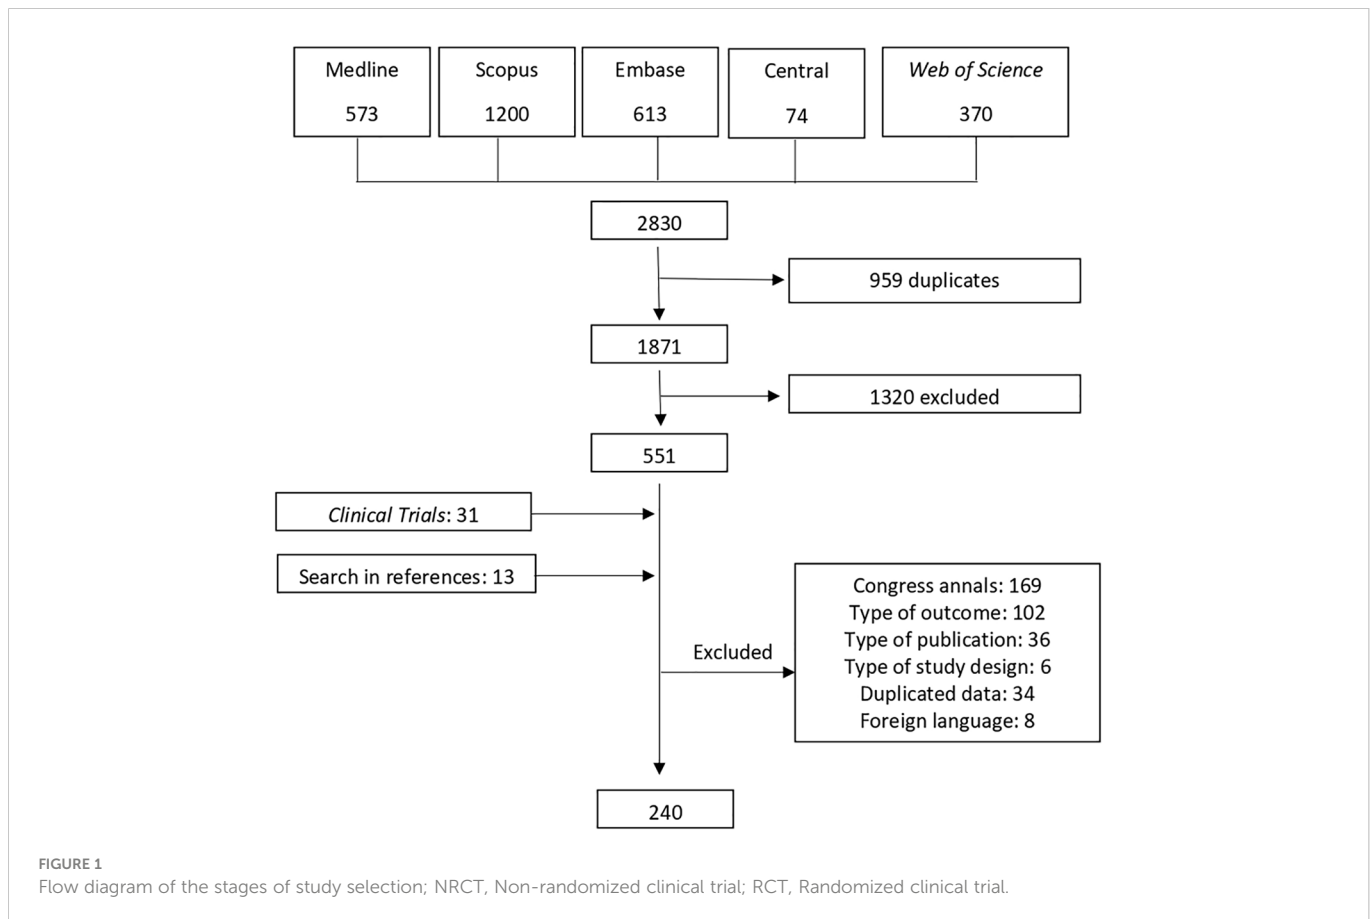 Medline
573
Scopus
1200
Embase
613
Central
74
Web of Science
370
2830
959 duplicates
1871
1320 excluded
551
Clinical Trials: 31
Search in references: 13
Excluded
Congress annals: 169
Type of outcome: 102
Type of publication: 36
Type of study design: 6
Duplicated data: 34
Foreign language: 8
240
FIGURE 1
Flow diagram of the stages of study selection; NRCT, Non-randomized clinical trial; RCT, Randomized clinical trial.